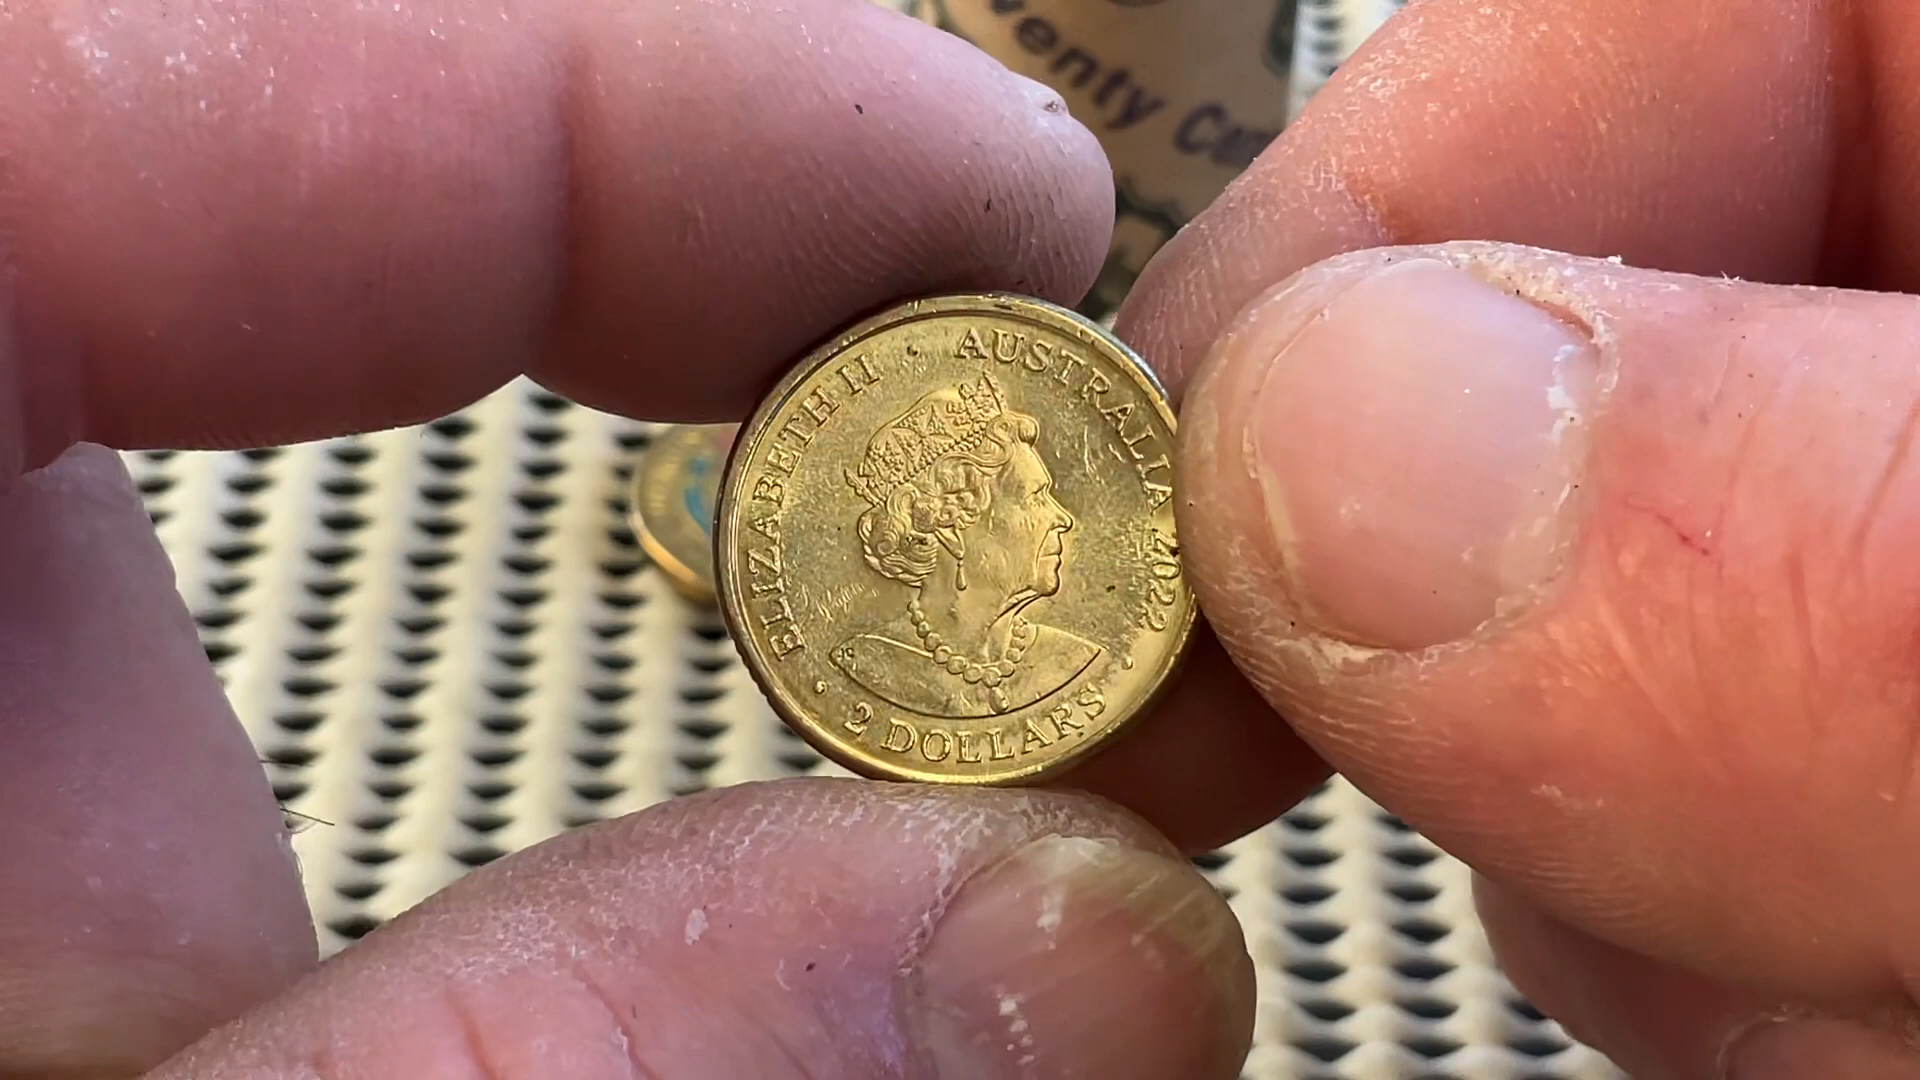 enty Ce
ELIZABETH II · AUSTRALIA 2022 ·
2 DOLLARS ·